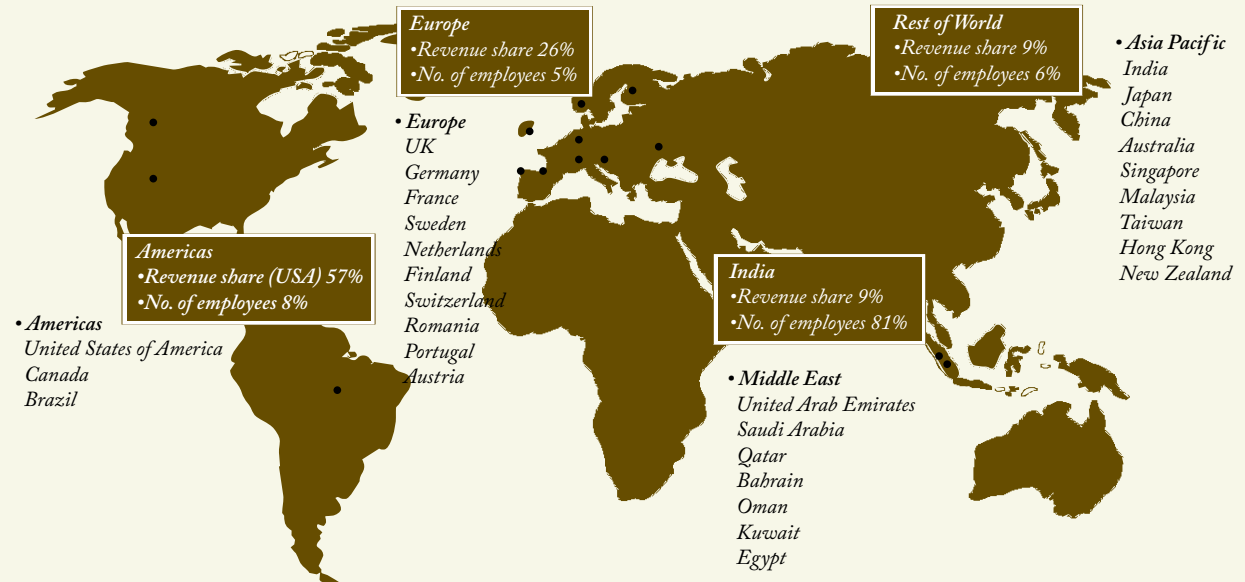 Europe
•Revenue share 26%
•No. of employees 5%
Rest of World
•Revenue share 9%
•No. of employees 6%
• Asia Pacific
India
Japan
China
Australia
Singapore
Malaysia
Taiwan
Hong Kong
New Zealand
• Europe
UK
Germany
France
Sweden
Netherlands
Finland
Switzerland
Romania
Portugal
Austria
Americas
•Revenue share (USA) 57%
•No. of employees 8%
• Americas
United States of America
Canada
Brazil
India
•Revenue share 9%
•No. of employees 81%
• Middle East
United Arab Emirates
Saudi Arabia
Qatar
Bahrain
Oman
Kuwait
Egypt